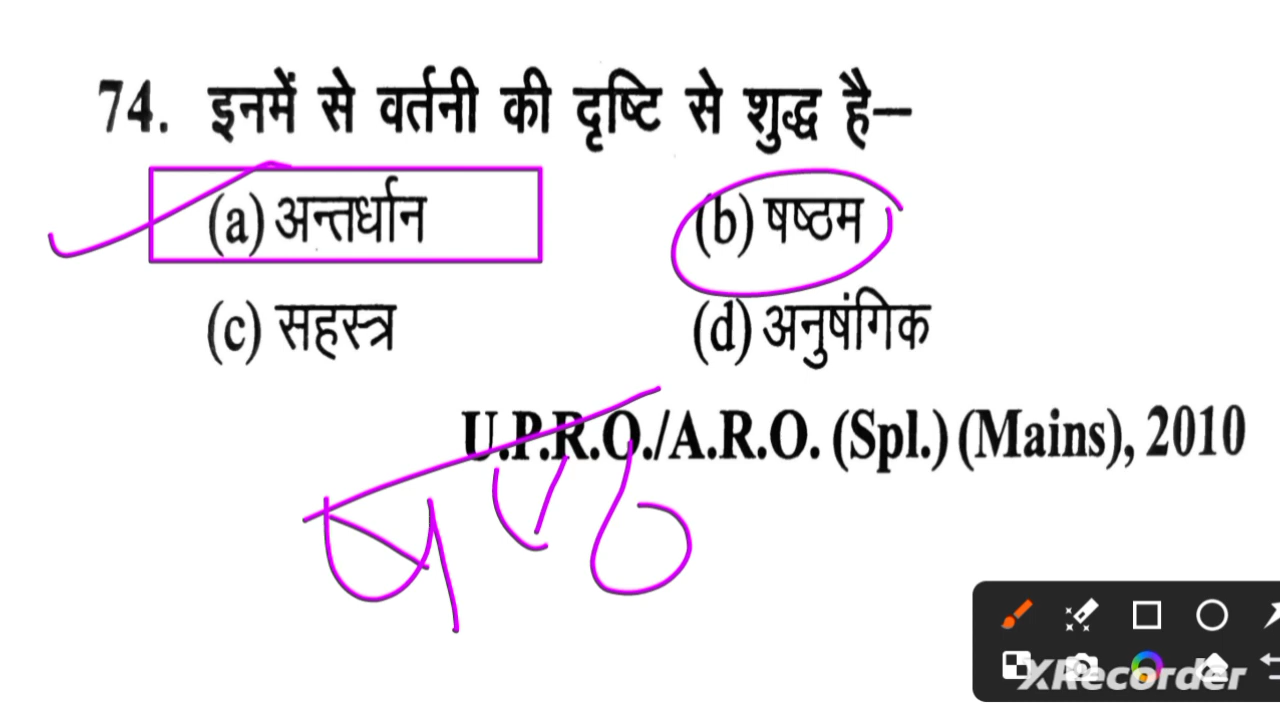 74. इनमें से वर्तनी की दृष्टि से शुद्ध है—
(a) अन्तर्धान (b) षष्ठम
(c) सहस्त्र (d) अनुषंगिक
U.P.R.O./A.R.O. (Spl.) (Mains), 2010
षष्ठ
XRecorder